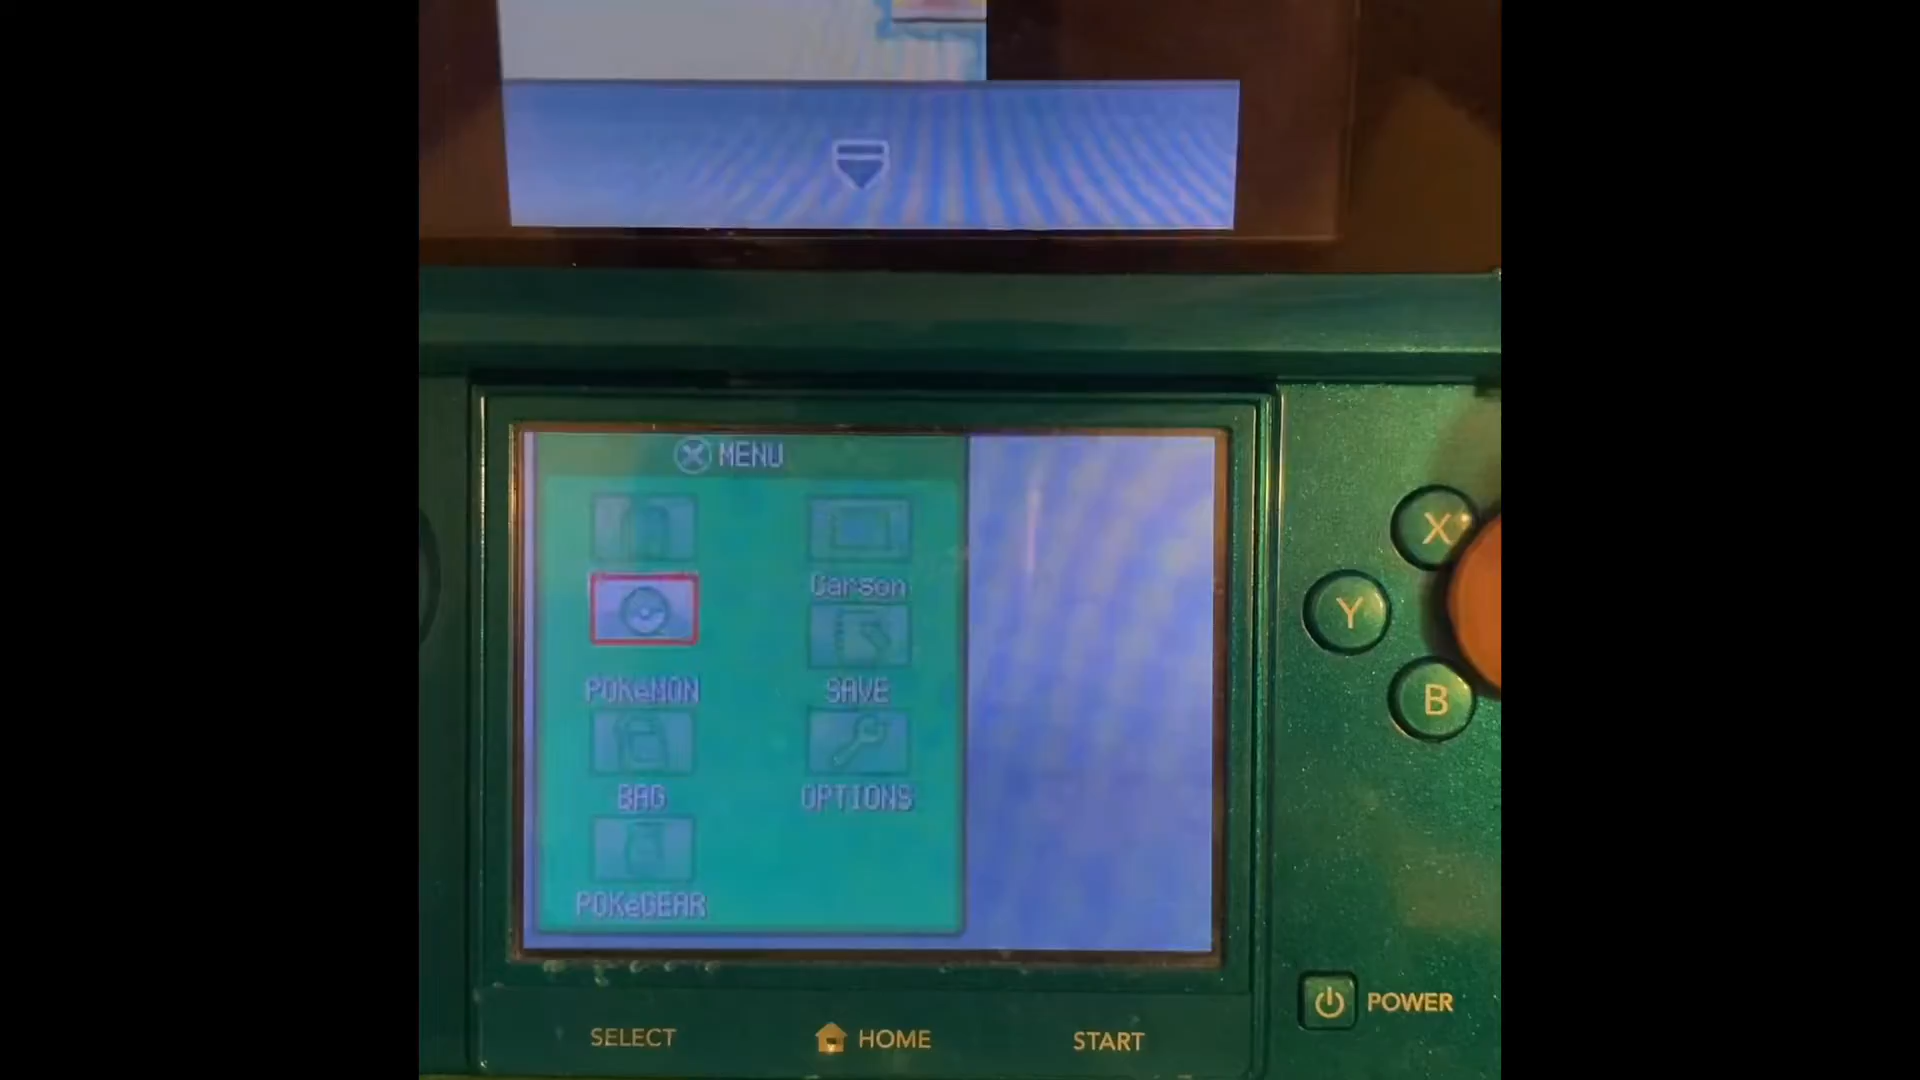 MENU
Carson
POKéMON
SAVE
BAG
OPTIONS
POKéGEAR
X
Y
B
POWER
SELECT
HOME
START